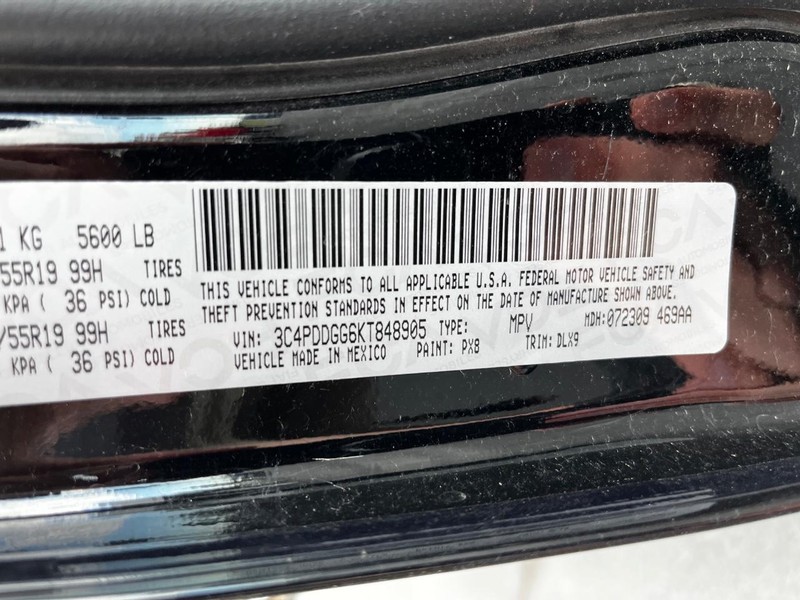 1 KG 5600 LB
55R19 99H TIRES
KPA ( 36 PSI) COLD
/55R19 99H TIRES
KPA ( 36 PSI) COLD
THIS VEHICLE CONFORMS TO ALL APPLICABLE U.S.A. FEDERAL MOTOR VEHICLE SAFETY AND
THEFT PREVENTION STANDARDS IN EFFECT ON THE DATE OF MANUFACTURE SHOWN ABOVE.
VIN: 3C4PDDGG6KT848905 TYPE: MPV MDH:072309 469AA
VEHICLE MADE IN MEXICO PAINT: PX8 TRIM:DLX9